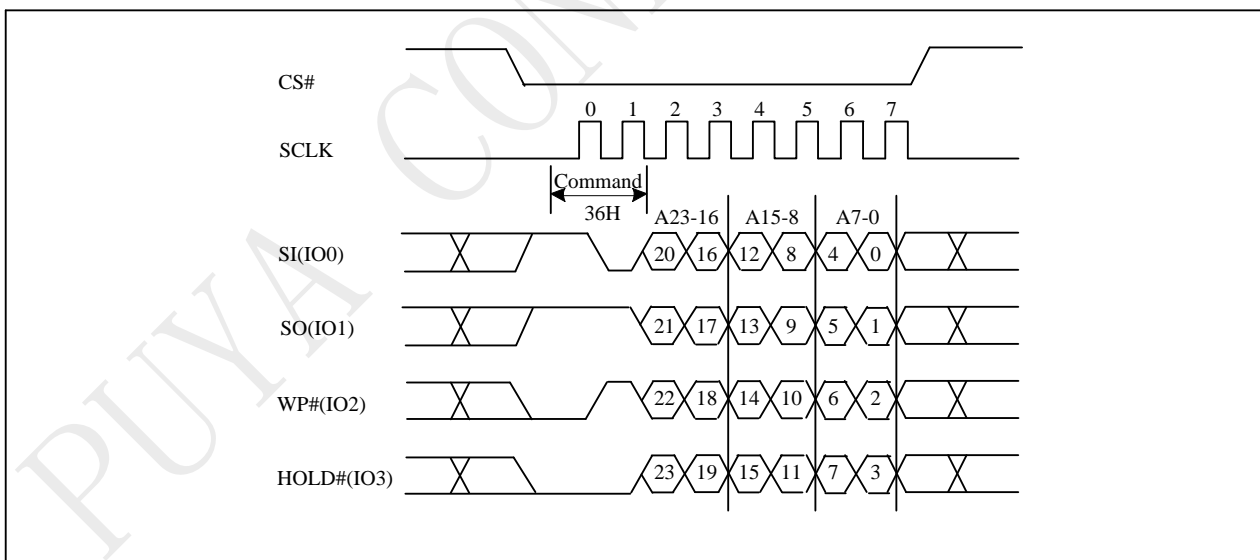 PUYA CON
CS#
0 1 2 3 4 5 6 7
SCLK
Command
36H
A23-16 A15-8 A7-0
SI(IO0)
20 16 12 8 4 0
SO(IO1)
21 17 13 9 5 1
WP#(IO2)
22 18 14 10 6 2
HOLD#(IO3)
23 19 15 11 7 3